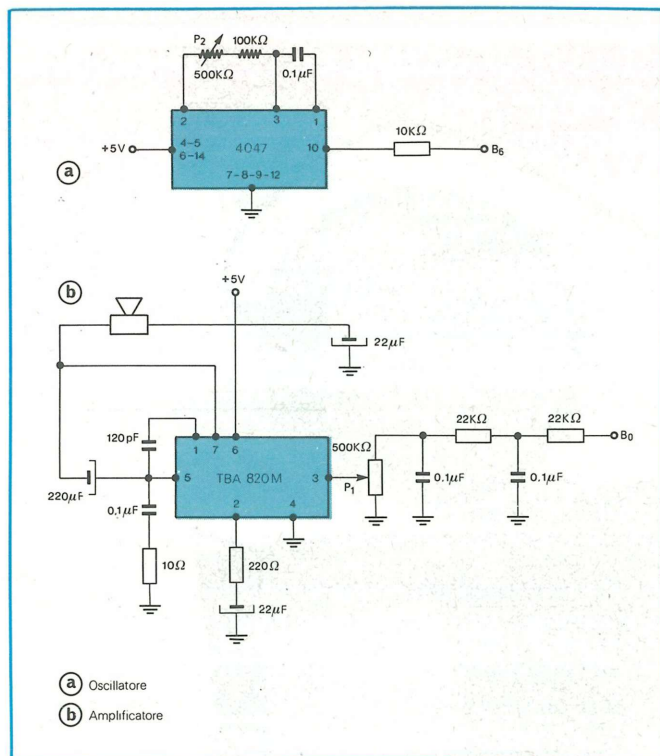 P2
100KΩ
500KΩ
0.1μF
2
3
1
+5V
4-5
6-14
4047
10
10KΩ
B6
7-8-9-12
a
b
+5V
22μF
120pF
1
7
6
500KΩ
22KΩ
22KΩ
B0
220μF
5
TBA 820M
3
P1
0.1μF
0.1μF
0,1μF
2
4
10Ω
220Ω
22μF
a Oscillatore
b Amplificatore